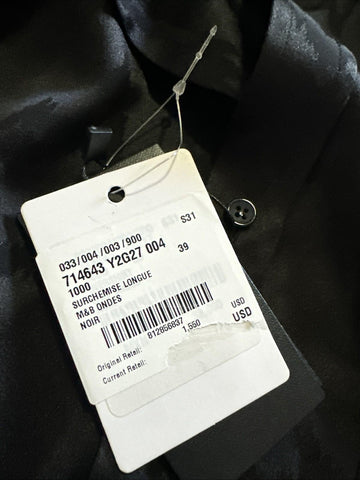 033/004/003/900 S31
714643 Y2G27 004
1000 39
SURCHEMISE LONGUE
M&B ONDES
NOIR
812866837
USD
Original Retail: 1,550 USD
Current Retail: